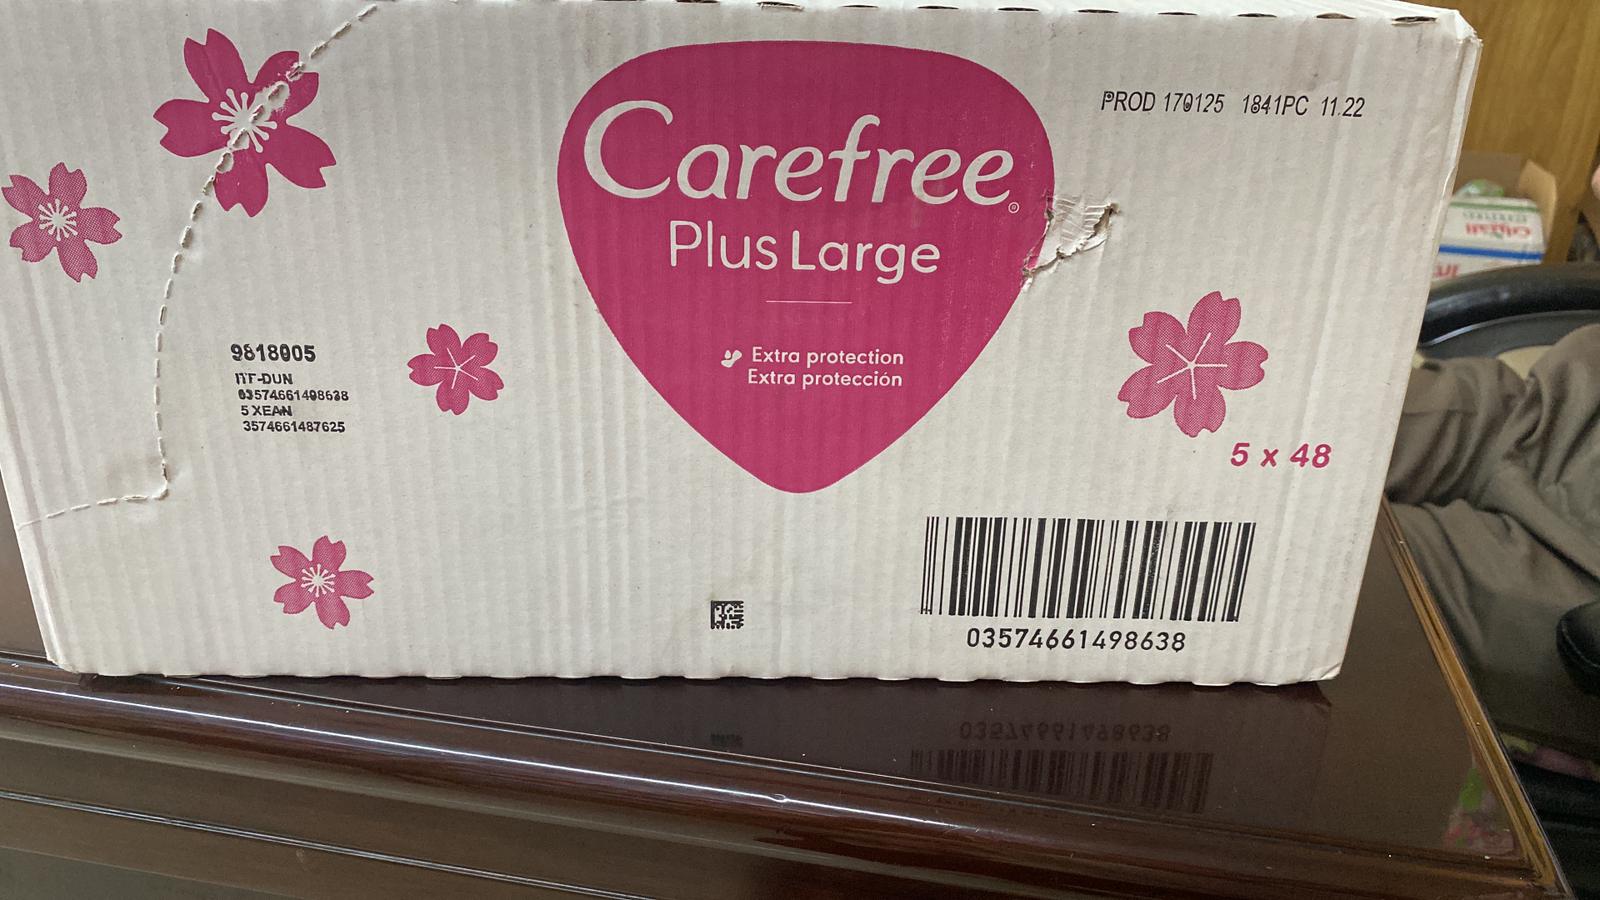 PROD 170125 1841PC 11.22
Carefree®
Plus Large
Extra protection
Extra protección
9818005
ITF-DUN
03574661498638
5 XEAN
3574661487625
5 x 48
03574661498638